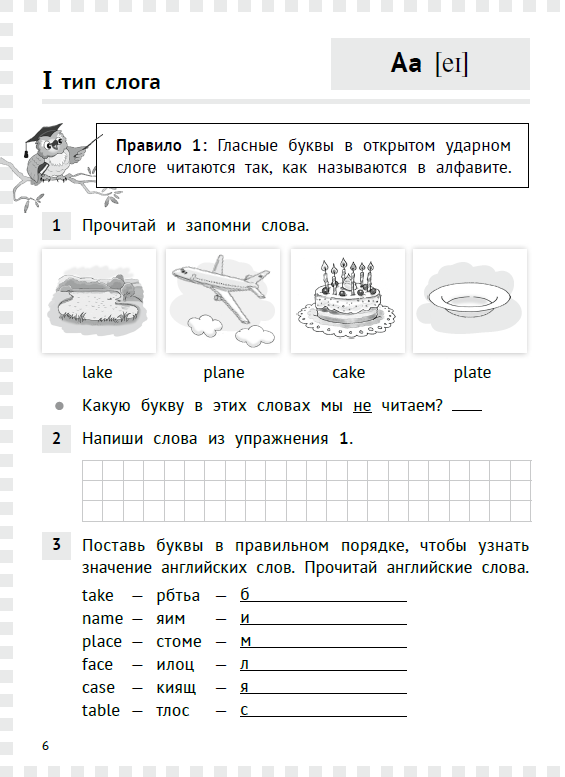 I тип слога
Aa [eɪ]
Правило 1: Гласные буквы в открытом ударном
слоге читаются так, как называются в алфавите.
1 Прочитай и запомни слова.
lake plane cake plate
● Какую букву в этих словах мы не читаем? ___
2 Напиши слова из упражнения 1.
3 Поставь буквы в правильном порядке, чтобы узнать
значение английских слов. Прочитай английские слова.
take — рбтьа — б
name — яим — и
place — стоме — м
face — илоц — л
case — киящ — я
table — тлос — с
6